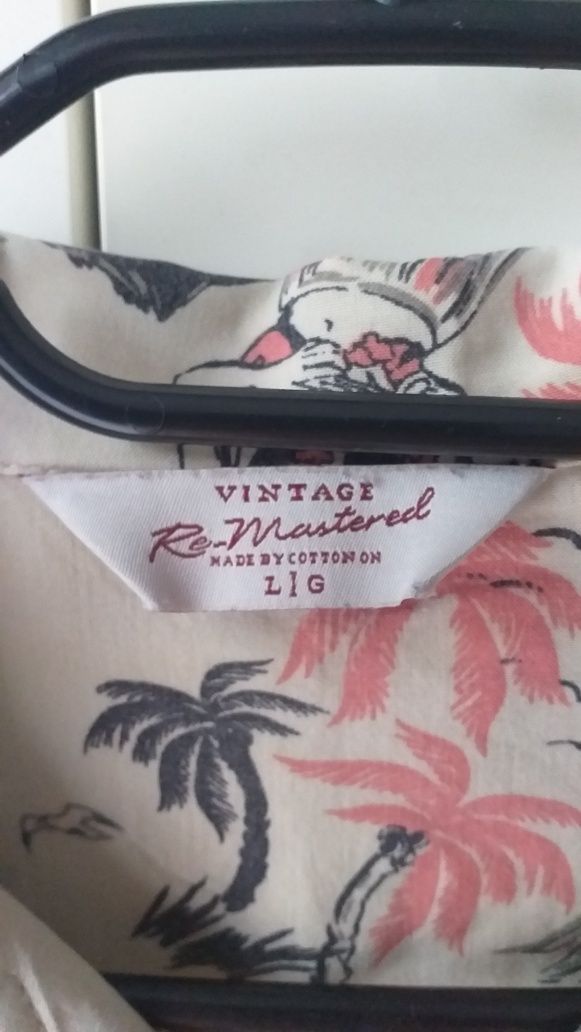 VINTAGE
Re-Mastered
MADE BY COTTON ON
L|G